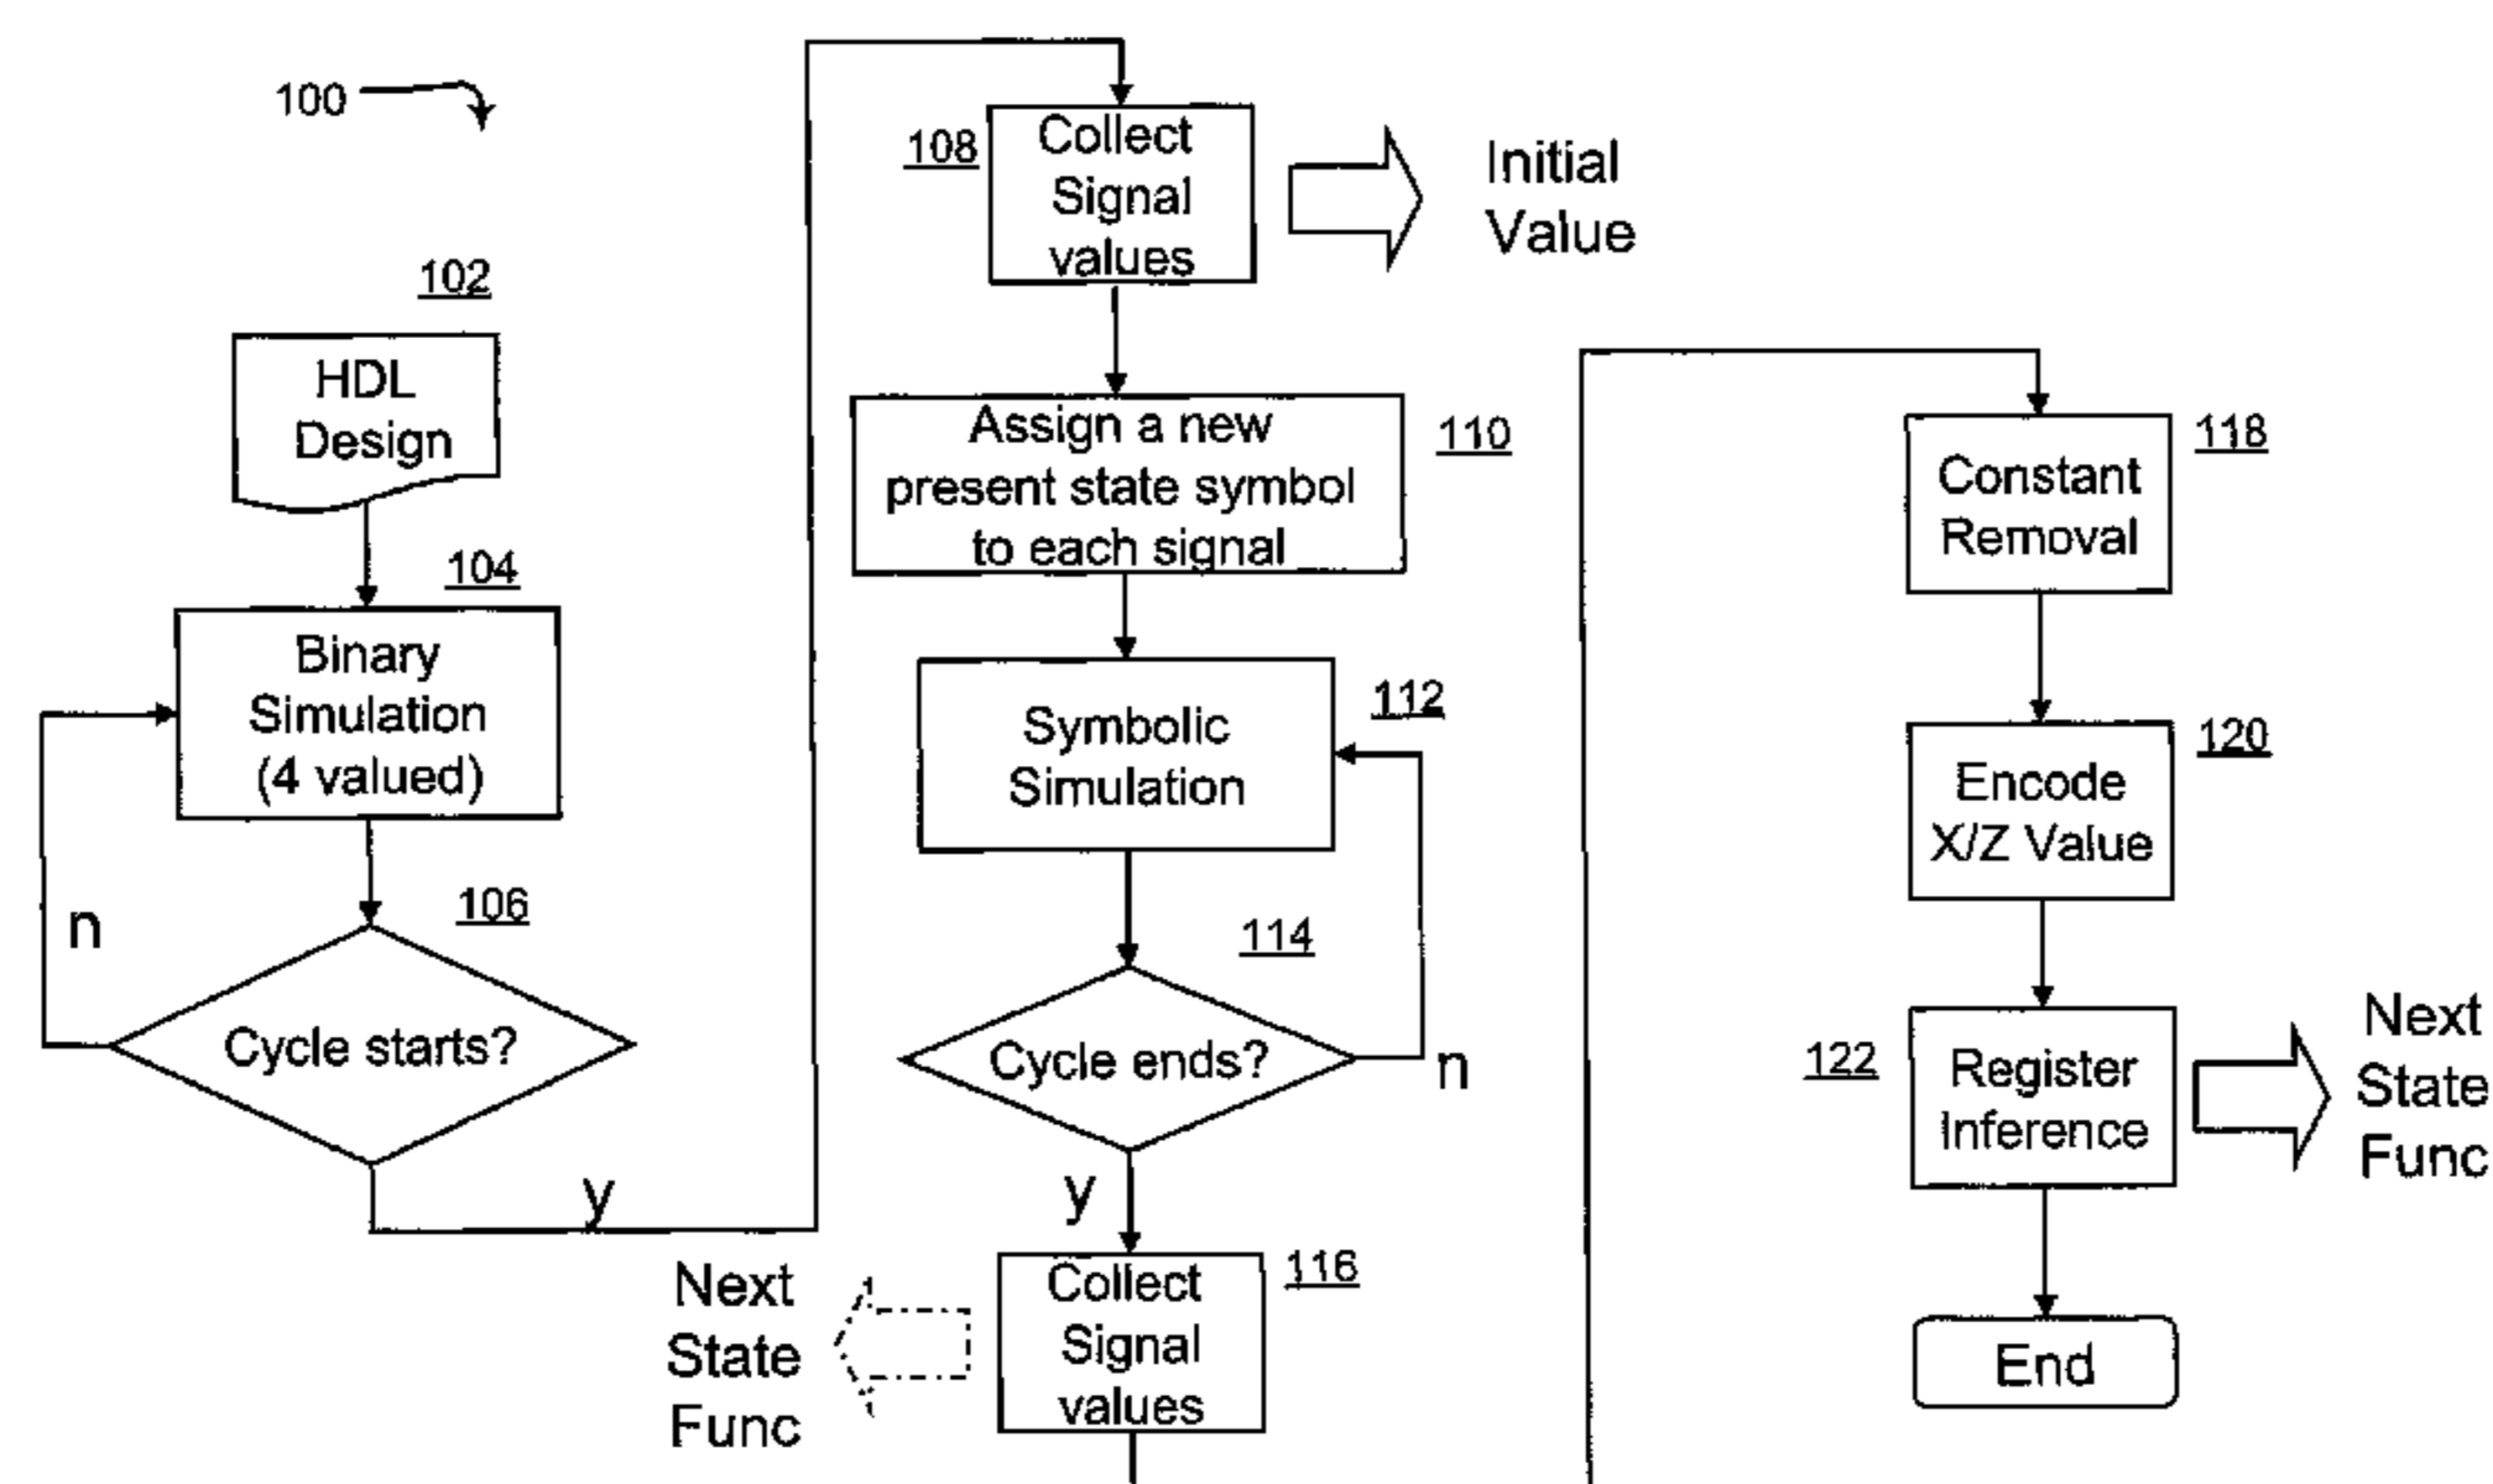 100
102
HDL
Design
104
Binary
Simulation
(4 valued)
106
n
Cycle starts?
y
108
Collect
Signal
values
Initial
Value
110
Assign a new
present state symbol
to each signal
112
Symbolic
Simulation
114
Cycle ends?
n
y
116
Collect
Signal
values
Next
State
Func
118
Constant
Removal
120
Encode
X/Z Value
122
Register
Inference
Next
State
Func
End